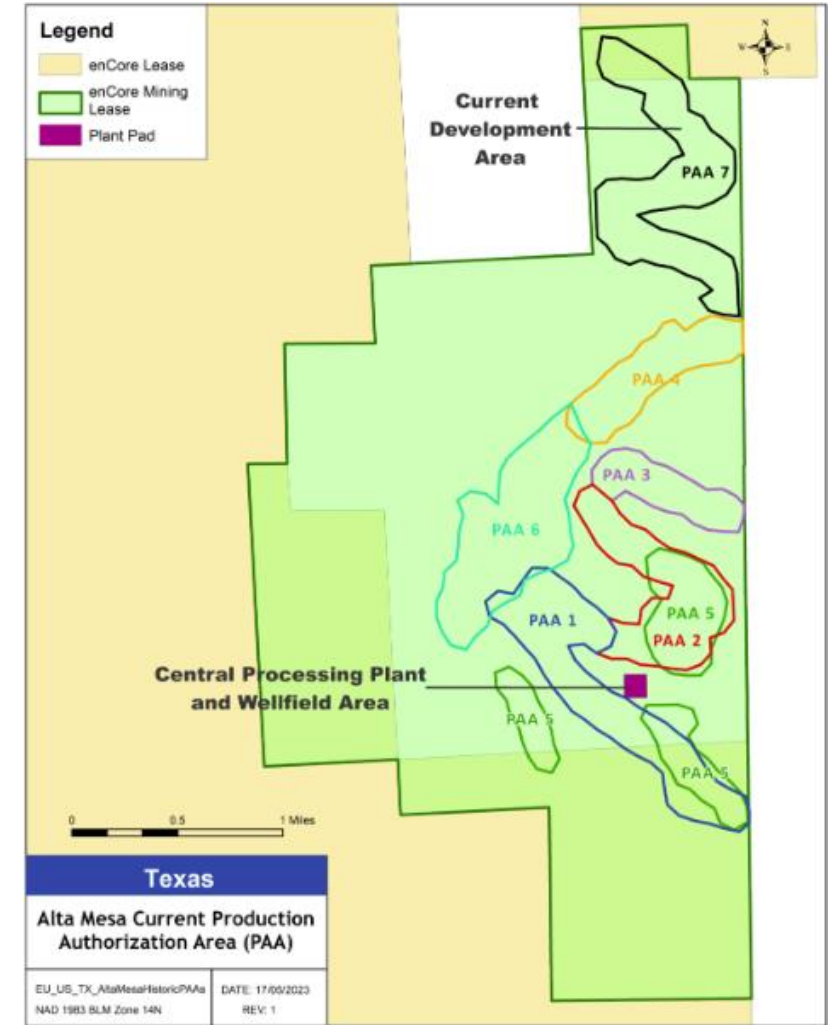 Legend
enCore Lease
enCore Mining
Lease
Plant Pad
N
W
E
S
Current
Development
Area
PAA 7
PAA 4
PAA 3
PAA 6
PAA 5
PAA 1
PAA 2
Central Processing Plant
and Wellfield Area
PAA 5
PAA 5
0
0.5
1 Miles
Texas
Alta Mesa Current Production
Authorization Area (PAA)
EU_US_TX_AltaMesaHistoricPAAs
DATE: 17/05/2023
NAD 1983 BLM Zone 14N
REV: 1